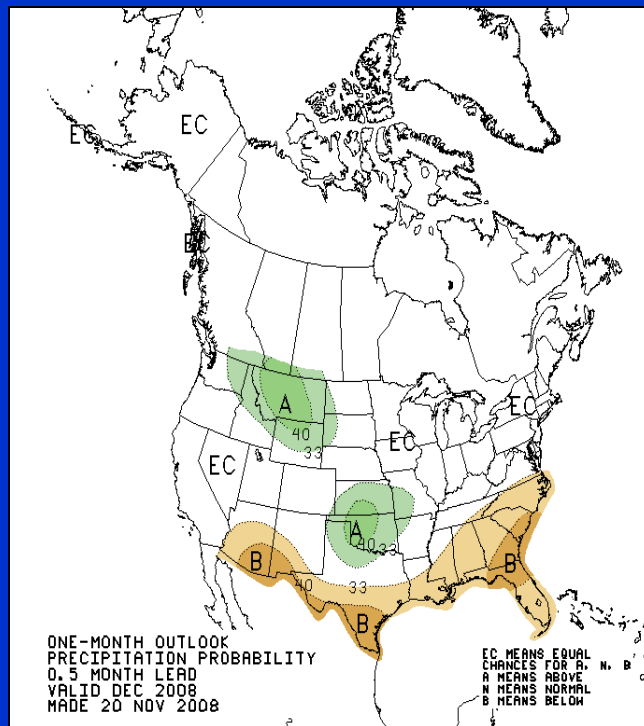 EC
EC
EC
A
40
33
EC
EC
EC
A
40
33
B
40
33
B
B
ONE-MONTH OUTLOOK
PRECIPITATION PROBABILITY
0.5 MONTH LEAD
VALID DEC 2008
MADE 20 NOV 2008
EC MEANS EQUAL
CHANCES FOR A, N, B
A MEANS ABOVE
N MEANS NORMAL
B MEANS BELOW